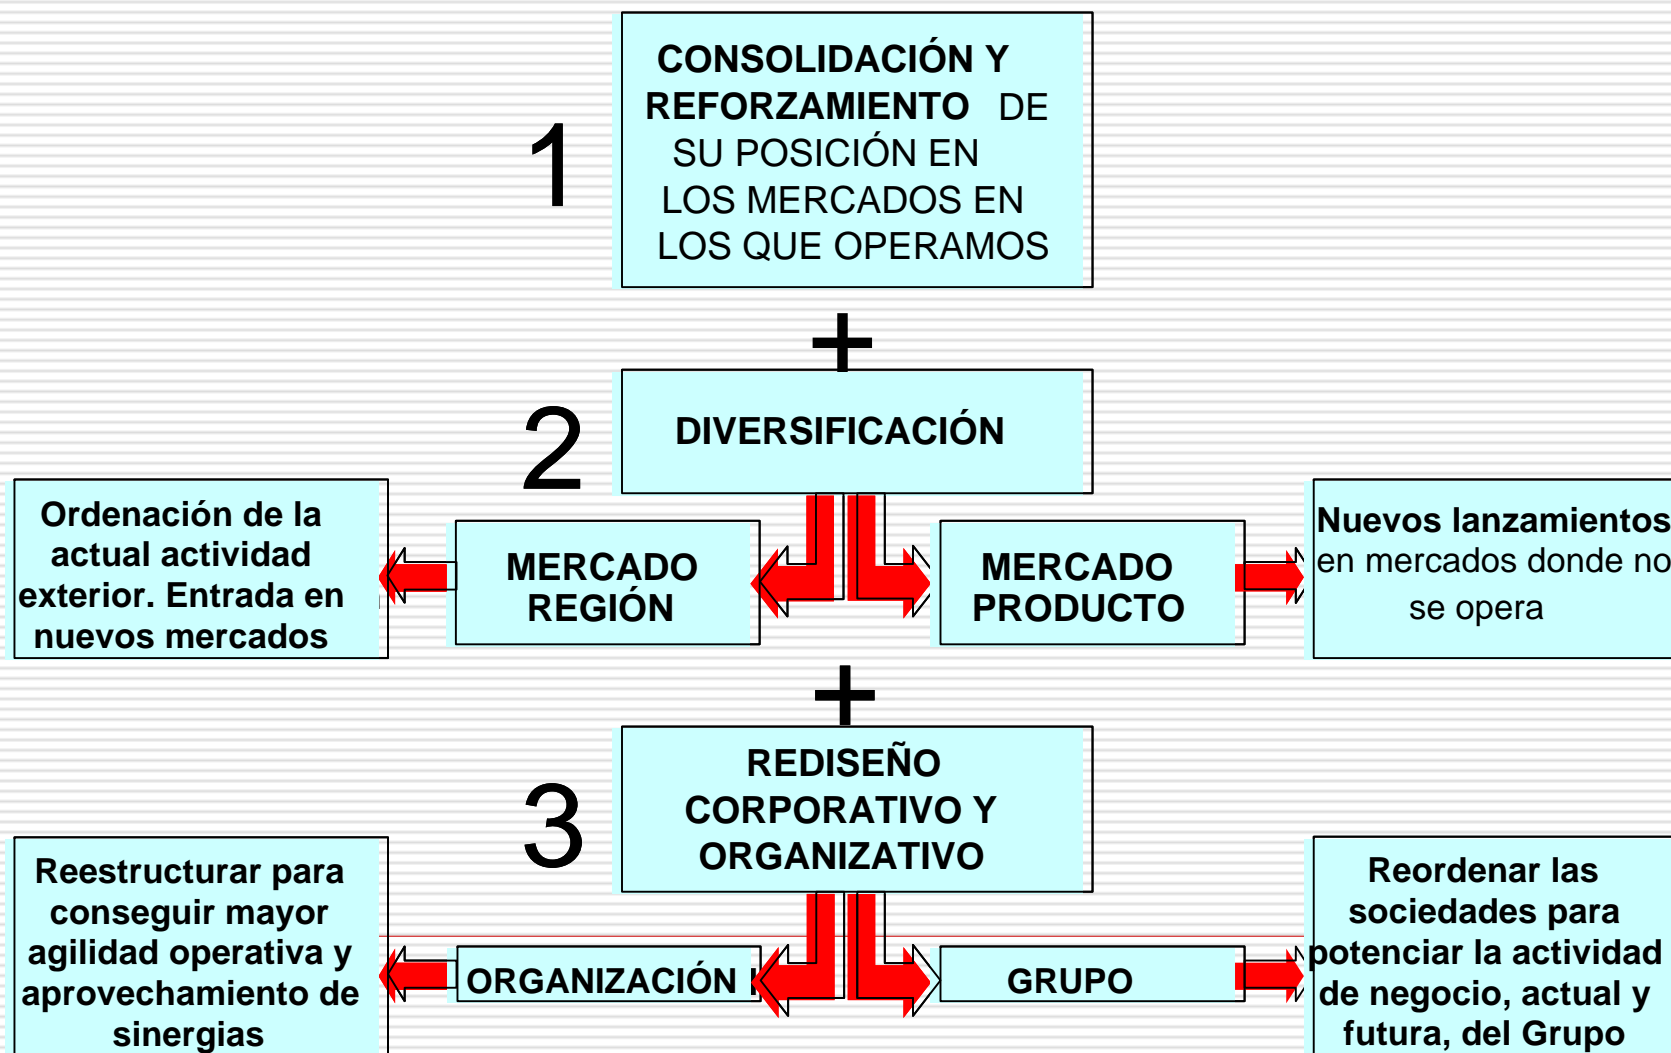 1
CONSOLIDACIÓN Y
REFORZAMIENTO DE
SU POSICIÓN EN
LOS MERCADOS EN
LOS QUE OPERAMOS
+
2
DIVERSIFICACIÓN
Ordenación de la
actual actividad
exterior. Entrada en
nuevos mercados
MERCADO
REGIÓN
MERCADO
PRODUCTO
Nuevos lanzamientos
en mercados donde no
se opera
+
3
REDISEÑO
CORPORATIVO Y
ORGANIZATIVO
Reestructurar para
conseguir mayor
agilidad operativa y
aprovechamiento de
sinergias
ORGANIZACIÓN
GRUPO
Reordenar las
sociedades para
potenciar la actividad
de negocio, actual y
futura, del Grupo